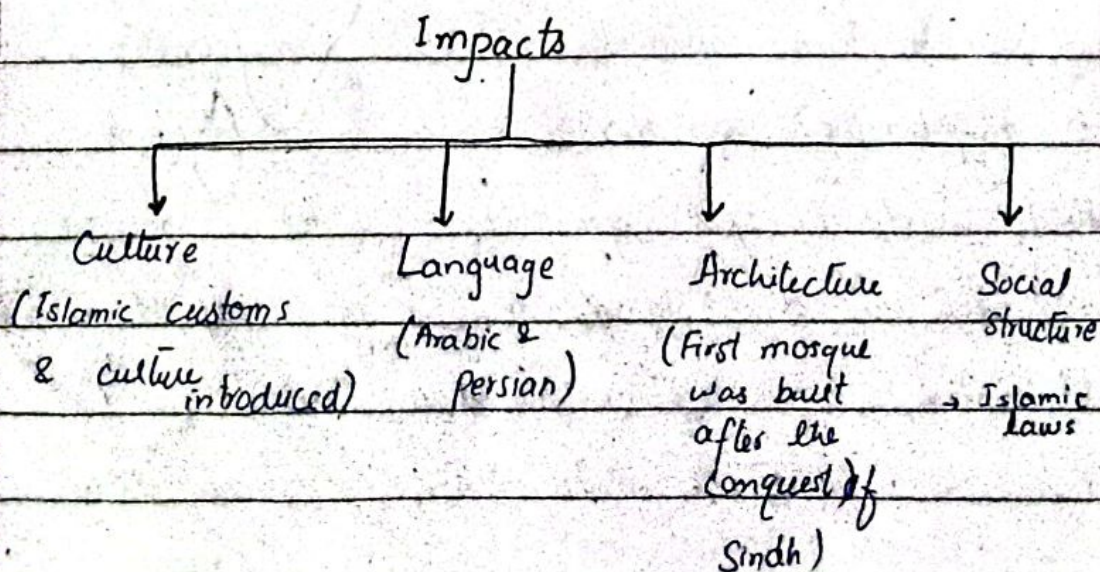 Impacts
Culture
(Islamic customs
& culture
introduced)
Language
(Arabic &
Persian)
Architecture
(First mosque
was built
after the
conquest of
Sindh)
Social
structure
→ Islamic
laws